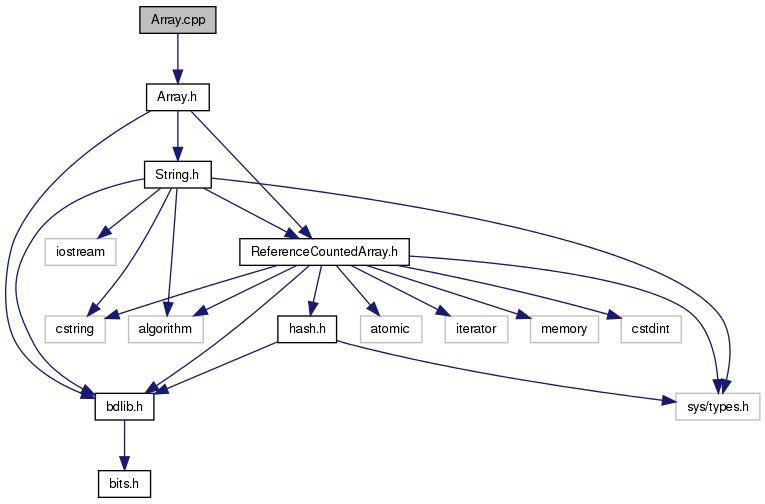 Array.cpp
Array.h
String.h
iostream
ReferenceCountedArray.h
cstring
algorithm
hash.h
atomic
iterator
memory
cstdint
bdlib.h
sys/types.h
bits.h